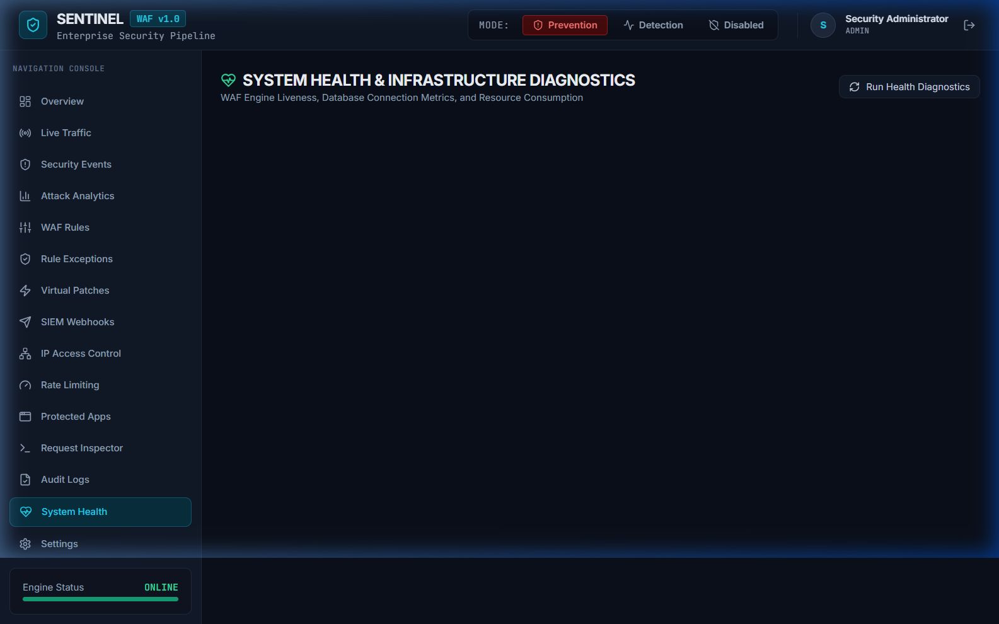 SENTINEL WAF v1.0
Enterprise Security Pipeline
MODE: Prevention Detection Disabled
S
Security Administrator
ADMIN
NAVIGATION CONSOLE
Overview
Live Traffic
Security Events
Attack Analytics
WAF Rules
Rule Exceptions
Virtual Patches
SIEM Webhooks
IP Access Control
Rate Limiting
Protected Apps
Request Inspector
Audit Logs
System Health
Settings
Engine Status ONLINE
SYSTEM HEALTH & INFRASTRUCTURE DIAGNOSTICS
WAF Engine Liveness, Database Connection Metrics, and Resource Consumption
Run Health Diagnostics